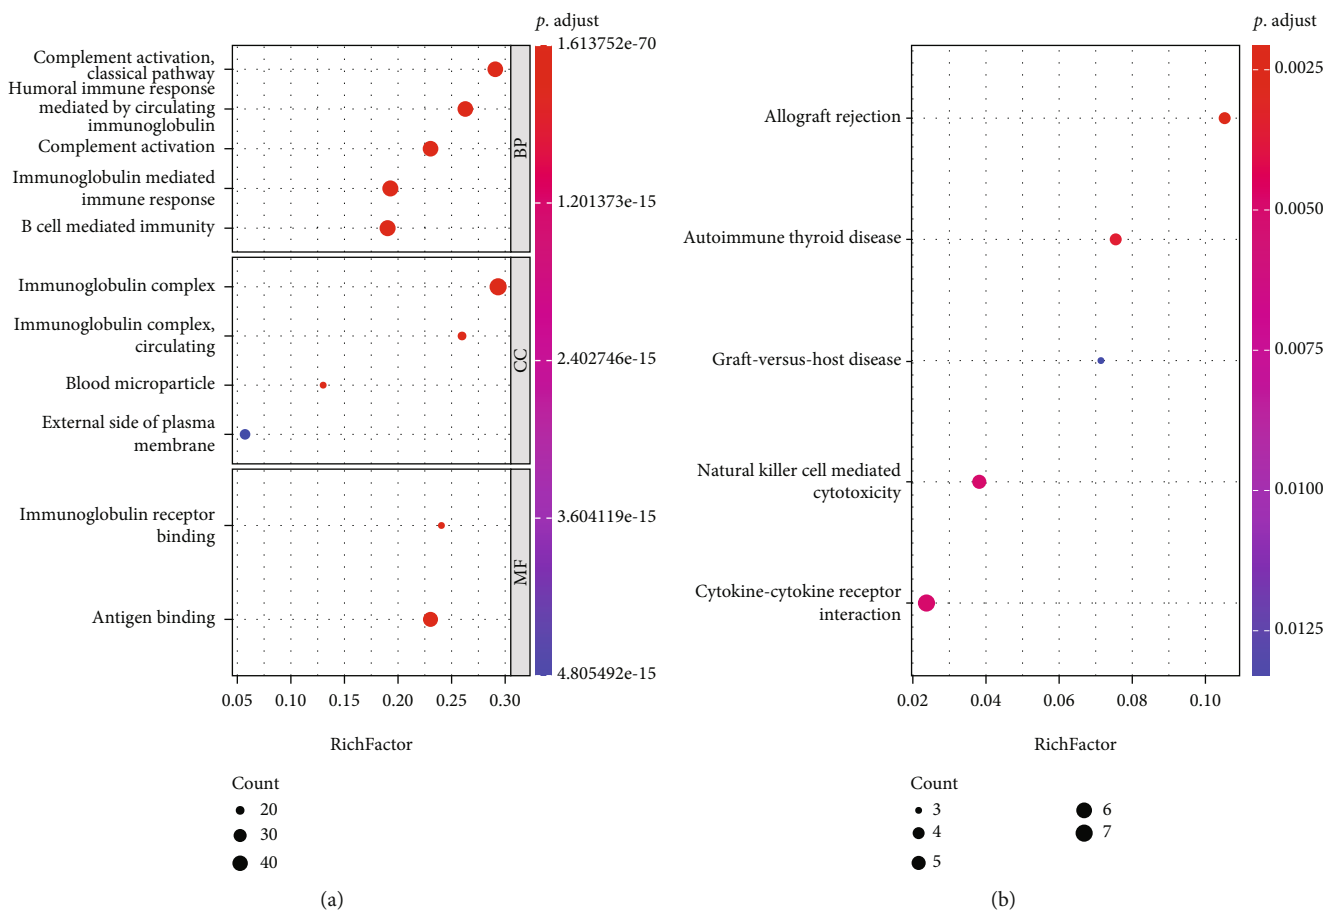 p. adjust
Complement activation,
classical pathway
Humoral immune response
mediated by circulating
immunoglobulin
Complement activation
Immunoglobulin mediated
immune response
B cell mediated immunity
BP
Immunoglobulin complex
Immunoglobulin complex,
circulating
Blood microparticle
External side of plasma
membrane
CC
Immunoglobulin receptor
binding
Antigen binding
MF
1.613752e-70
1.201373e-15
2.402746e-15
3.604119e-15
4.805492e-15
0.05 0.10 0.15 0.20 0.25 0.30
RichFactor
Count
20
30
40
(a)
p. adjust
Allograft rejection
Autoimmune thyroid disease
Graft-versus-host disease
Natural killer cell mediated
cytotoxicity
Cytokine-cytokine receptor
interaction
0.0025
0.0050
0.0075
0.0100
0.0125
0.02 0.04 0.06 0.08 0.10
RichFactor
Count
3
4
5
6
7
(b)